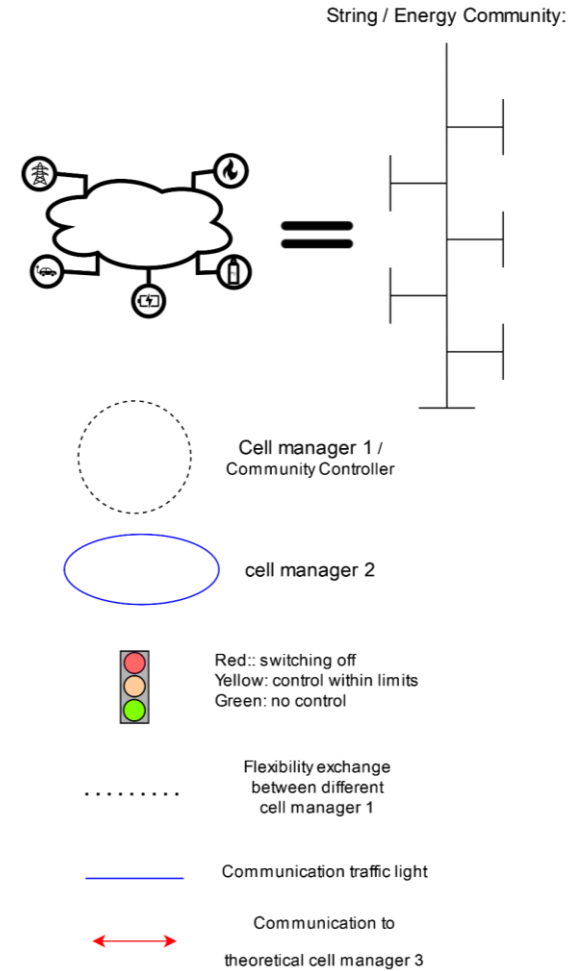 String / Energy Community:
Cell manager 1 /
Community Controller
cell manager 2
Red:: switching off
Yellow: control within limits
Green: no control
Flexibility exchange
between different
cell manager 1
Communication traffic light
Communication to
theoretical cell manager 3